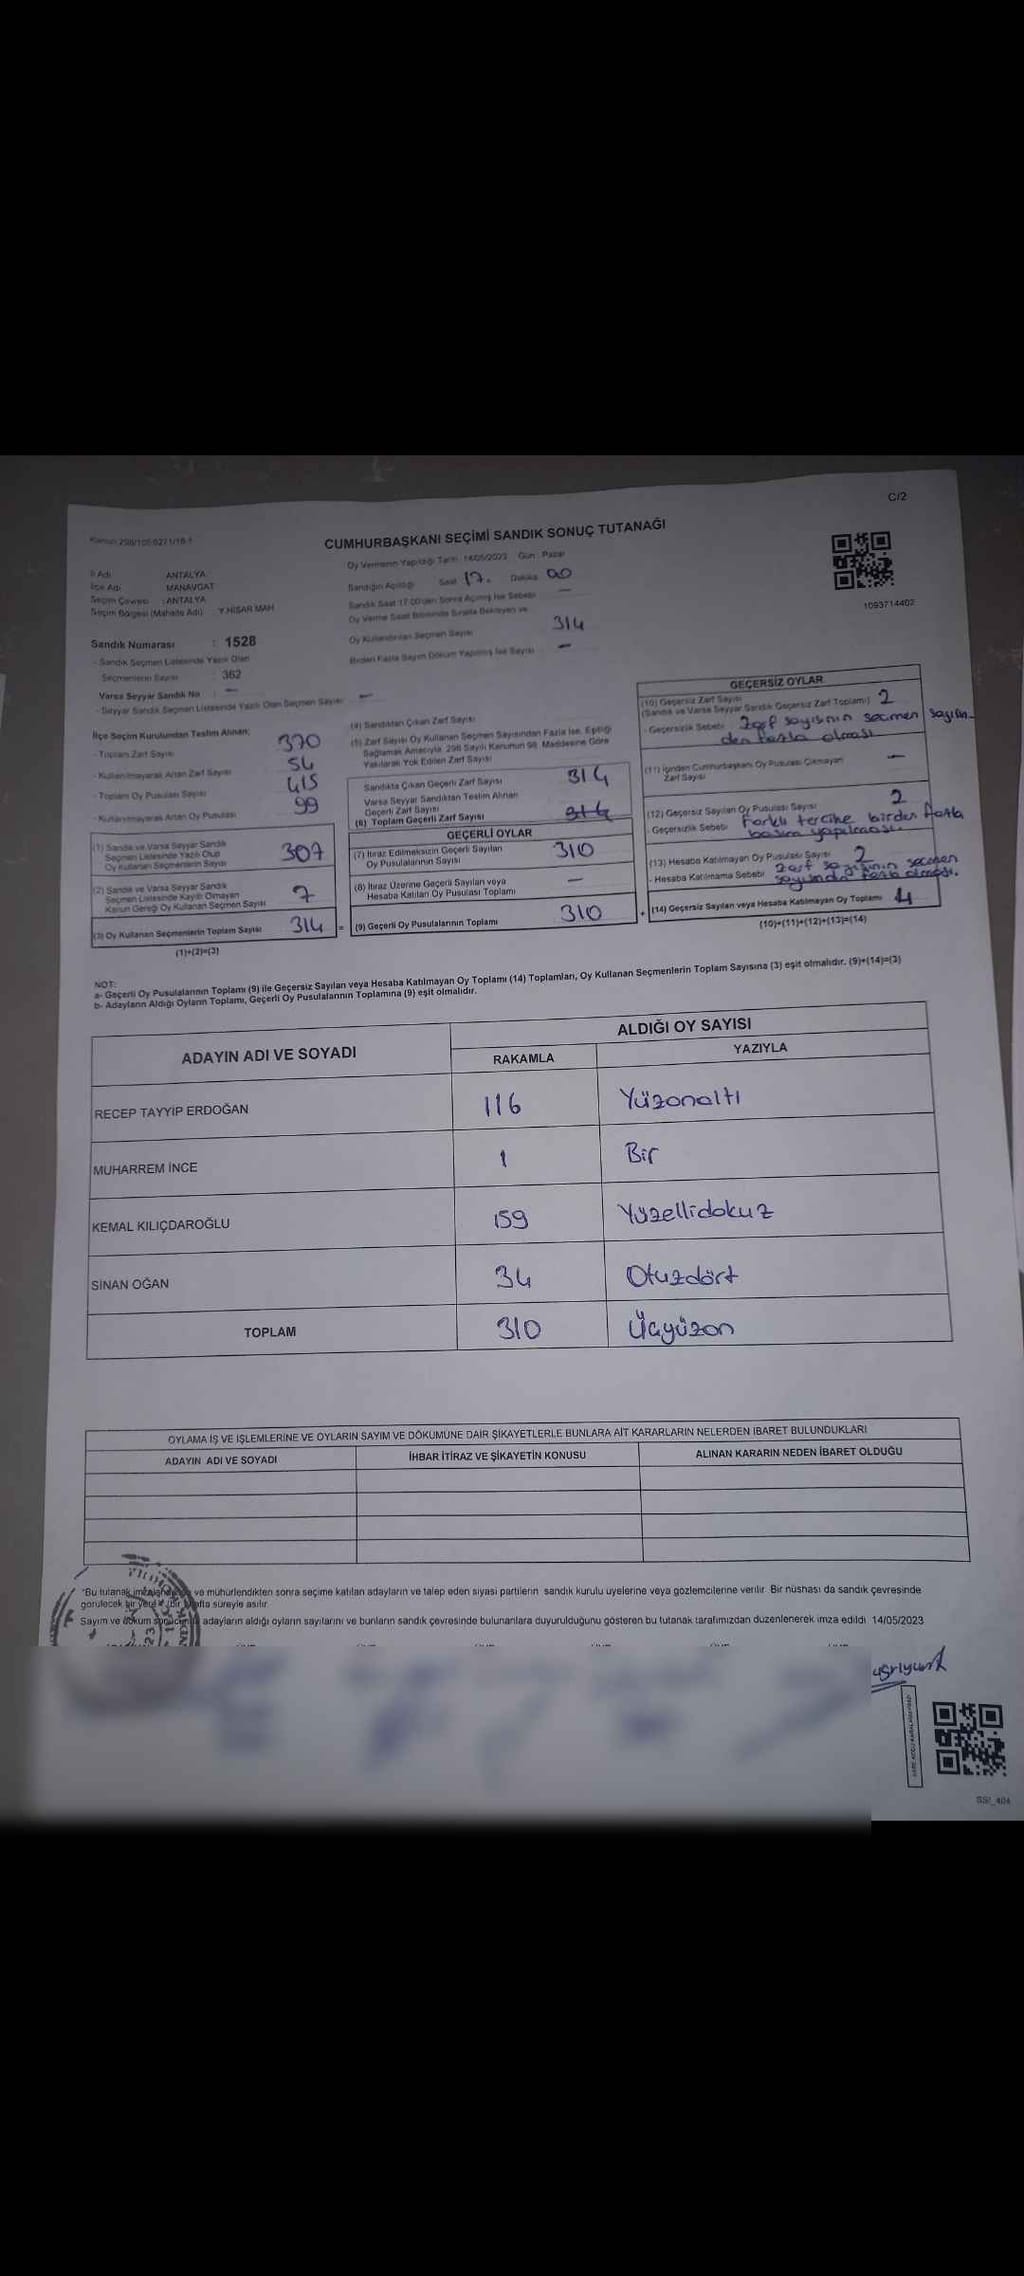 C/2
CUMHURBAŞKANI SEÇİMİ SANDIK SONUÇ TUTANAĞI
Oy Vermenin Yapıldığı Tarih : 14/05/2023 Gün : Pazar
İl Adı ANTALYA
İlçe Adı MANAVGAT
Seçim Çevresi : ANTALYA
Seçim Bölgesi (Mahalle Adı) : Y.HİSAR MAH
Sandığın Açıldığı Saat 17. Dakika 00
Sandık Saat 17.00'den Sonra Açılmış İse Sebebi —
Oy Verme Saati Bitiminde Sırada Bekleyen ve
Oy Kullandırılan Seçmen Sayısı 314
Birden Fazla Sayım Döküm Yapılmış İse Sayısı —
1093714402
Sandık Numarası : 1528
- Sandık Seçmen Listesinde Yazılı Olan
Seçmenlerin Sayısı : 362
Varsa Seyyar Sandık No : —
- Seyyar Sandık Seçmen Listesinde Yazılı Olan Seçmen Sayısı : —
İlçe Seçim Kurulundan Teslim Alınan;
- Toplam Zarf Sayısı 370
- Kullanılmayarak Artan Zarf Sayısı 54
- Toplam Oy Pusulası Sayısı 415
- Kullanılmayarak Artan Oy Pusulası 99
(1) Sandık ve Varsa Seyyar Sandık
Seçmen Listesinde Yazılı Olup
Oy Kullanan Seçmenlerin Sayısı 307
(2) Sandık ve Varsa Seyyar Sandık
Seçmen Listesinde Kayıtlı Olmayan
Kanun Gereği Oy Kullanan Seçmen Sayısı 7
(3) Oy Kullanan Seçmenlerin Toplam Sayısı 314
(1)+(2)=(3)
(4) Sandıktan Çıkan Zarf Sayısı
(5) Zarf Sayısı Oy Kullanan Seçmen Sayısından Fazla İse, Eşitliği
Sağlamak Amacıyla, 298 Sayılı Kanunun 98. Maddesine Göre
Yakılarak Yok Edilen Zarf Sayısı
Sandıkta Çıkan Geçerli Zarf Sayısı 314
Varsa Seyyar Sandıktan Teslim Alınan
Geçerli Zarf Sayısı
(6) Toplam Geçerli Zarf Sayısı 314
GEÇERLİ OYLAR
(7) İtiraz Edilmeksizin Geçerli Sayılan
Oy Pusulalarının Sayısı 310
(8) İtiraz Üzerine Geçerli Sayılan veya
Hesaba Katılan Oy Pusulası Toplamı —
= (9) Geçerli Oy Pusulalarının Toplamı 310
GEÇERSİZ OYLAR
(10) Geçersiz Zarf Sayısı
(Sandık ve Varsa Seyyar Sandık Geçersiz Zarf Toplamı) 2
- Geçersizlik Sebebi Zarf sayısının seçmen sayısın-
den fazla olması
(11) İçinden Cumhurbaşkanı Oy Pusulası Çıkmayan
Zarf Sayısı —
(12) Geçersiz Sayılan Oy Pusulası Sayısı 2
- Geçersizlik Sebebi Farklı tercihe birden fazla
basım yapılması.
(13) Hesaba Katılmayan Oy Pusulası Sayısı 2
- Hesaba Katılmama Sebebi Zarf sayısının seçmen
sayısından fazla olması.
+ (14) Geçersiz Sayılan veya Hesaba Katılmayan Oy Toplamı 4
(10)+(11)+(12)+(13)=(14)
NOT:
a- Geçerli Oy Pusulalarının Toplamı (9) ile Geçersiz Sayılan veya Hesaba Katılmayan Oy Toplamı (14) Toplamları, Oy Kullanan Seçmenlerin Toplam Sayısına (3) eşit olmalıdır. (9)+(14)=(3)
b- Adayların Aldığı Oyların Toplamı, Geçerli Oy Pusulalarının Toplamına (9) eşit olmalıdır.
ADAYIN ADI VE SOYADI
ALDIĞI OY SAYISI
RAKAMLA YAZIYLA
RECEP TAYYİP ERDOĞAN 116 Yüzonaltı
MUHARREM İNCE 1 Bir
KEMAL KILIÇDAROĞLU 159 Yüzellidokuz
SİNAN OĞAN 34 Otuzdört
TOPLAM 310 Üçyüzon
OYLAMA İŞ VE İŞLEMLERİNE VE OYLARIN SAYIM VE DÖKÜMÜNE DAİR ŞİKAYETLERLE BUNLARA AİT KARARLARIN NELERDEN İBARET BULUNDUKLARI
ADAYIN ADI VE SOYADI İHBAR İTİRAZ VE ŞİKAYETİN KONUSU ALINAN KARARIN NEDEN İBARET OLDUĞU
*Bu tutanak imzalandıktan ve mühürlendikten sonra seçime katılan adayların ve talep eden siyasi partilerin sandık kurulu üyelerine veya gözlemcilerine verilir. Bir nüshası da sandık çevresinde
görülecek bir yere bir hafta süreyle asılır.
Sayım ve döküm sonucunda adayların aldığı oyların sayılarını ve bunların sandık çevresinde bulunanlara duyurulduğunu gösteren bu tutanak tarafımızdan düzenlenerek imza edildi. 14/05/2023